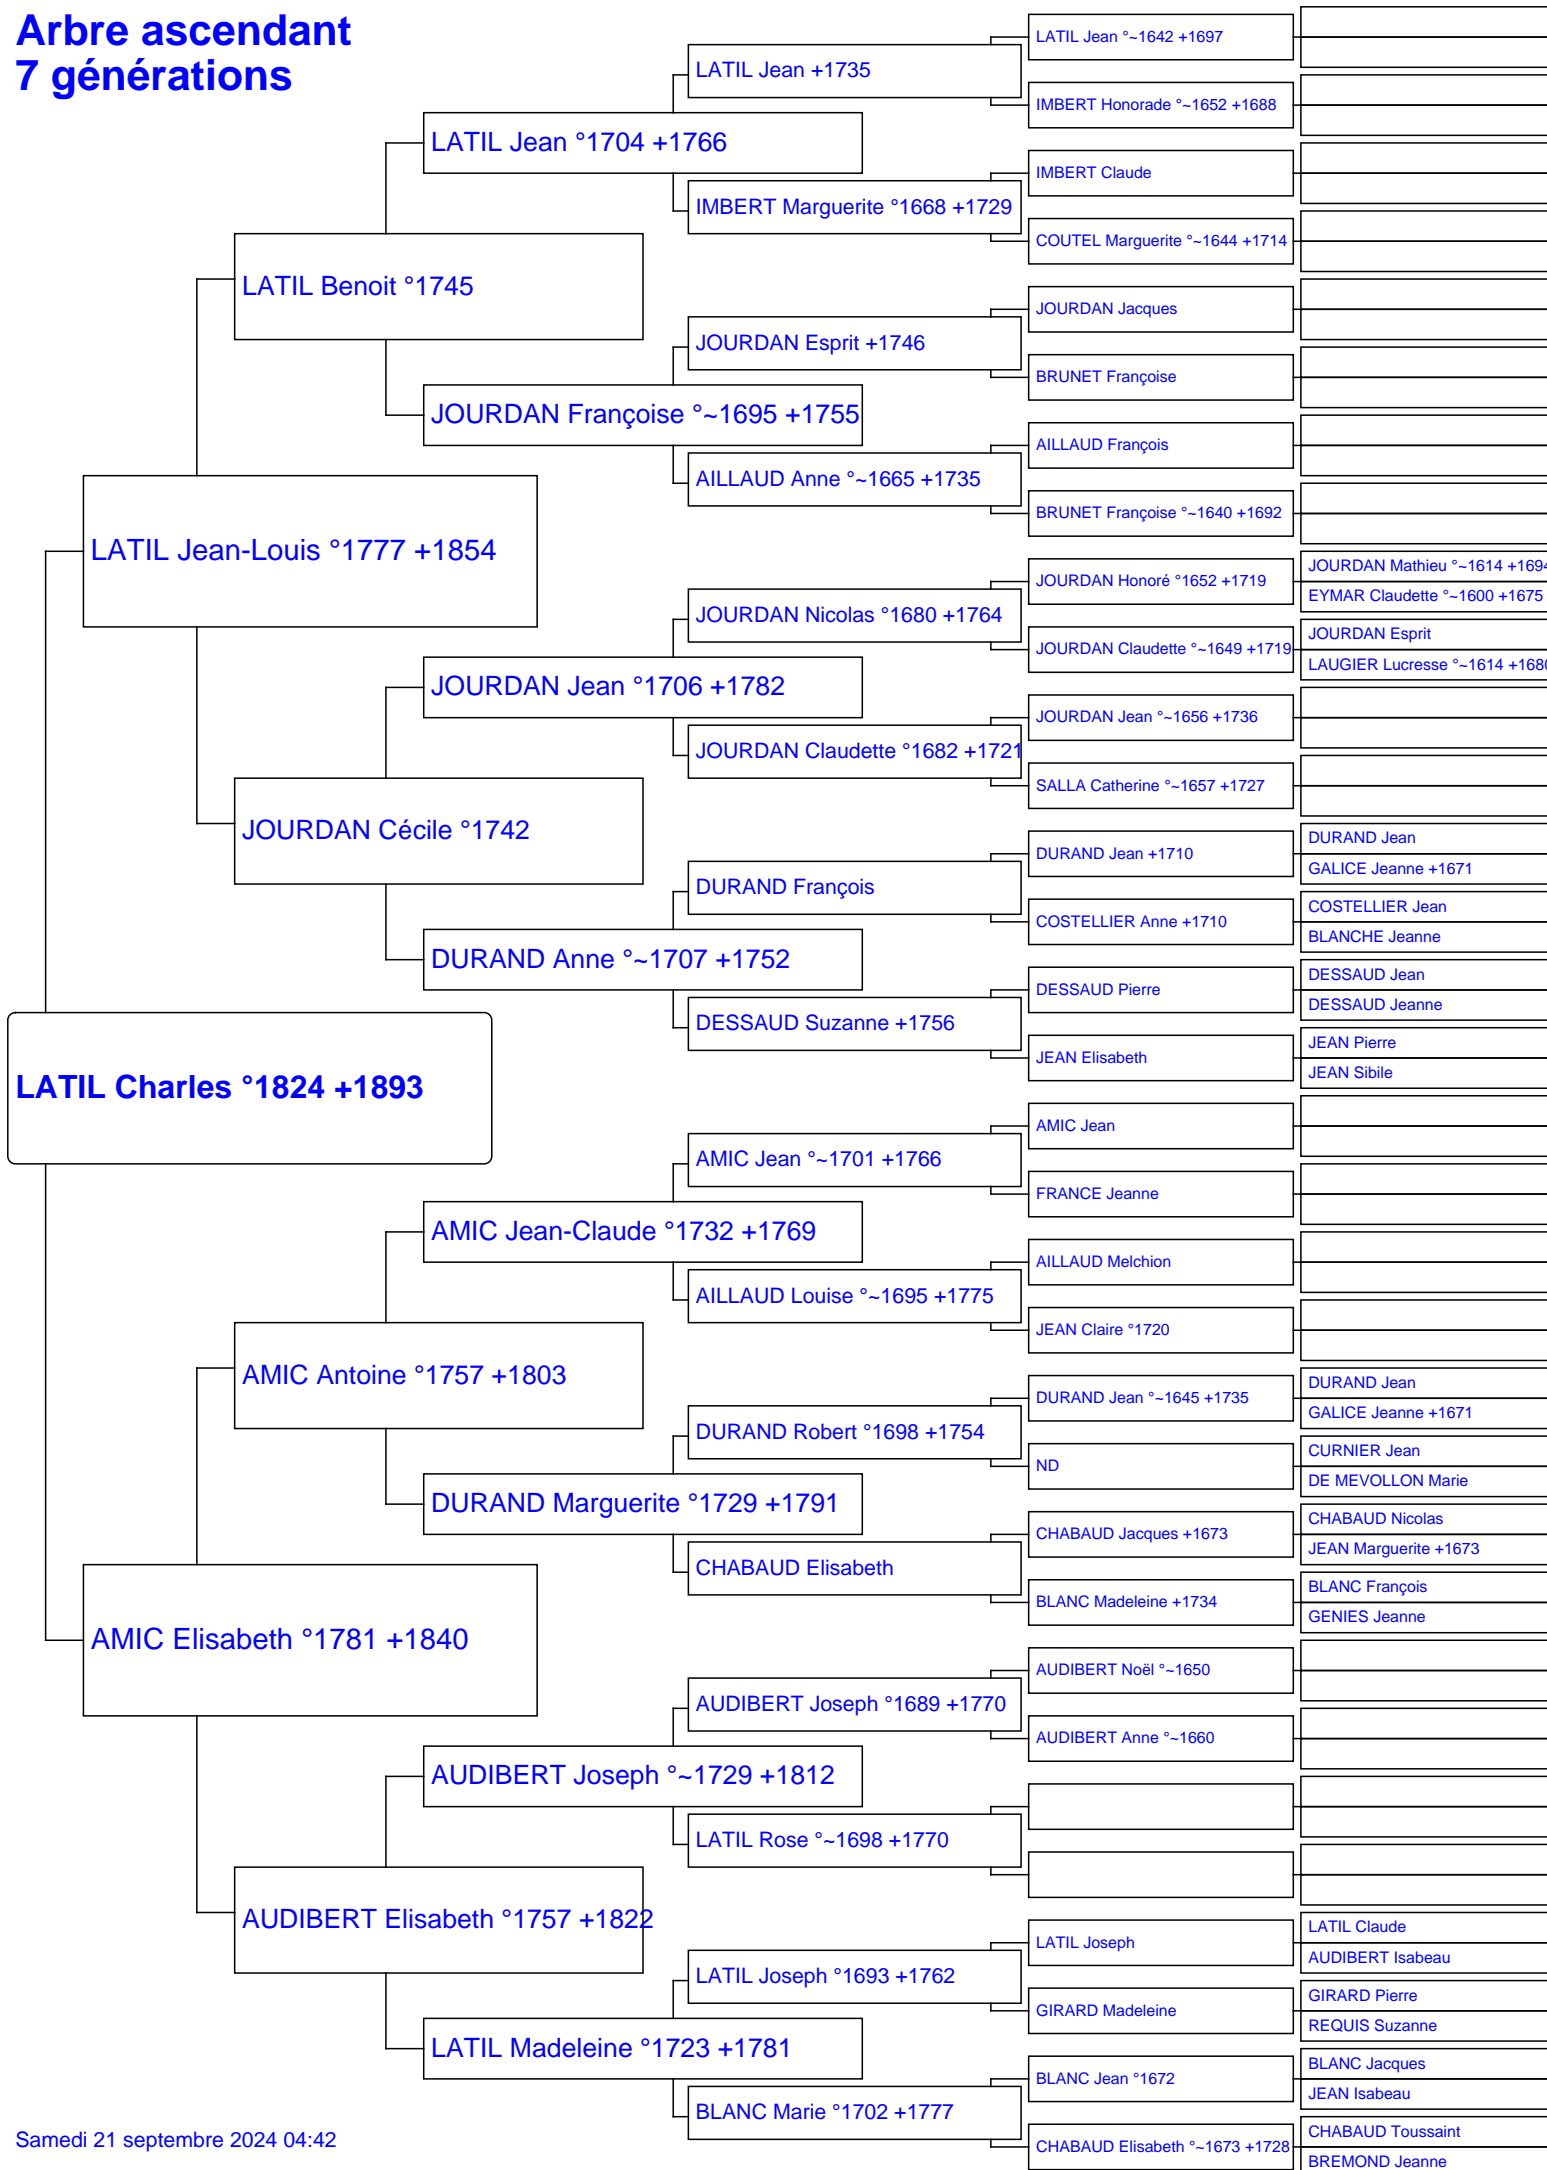 Arbre ascendant
7 générations
LATIL Charles °1824 +1893
LATIL Jean-Louis °1777 +1854
AMIC Elisabeth °1781 +1840
LATIL Benoit °1745
JOURDAN Cécile °1742
AMIC Antoine °1757 +1803
AUDIBERT Elisabeth °1757 +1822
LATIL Jean °1704 +1766
JOURDAN Françoise °~1695 +1755
JOURDAN Jean °1706 +1782
DURAND Anne °~1707 +1752
AMIC Jean-Claude °1732 +1769
DURAND Marguerite °1729 +1791
AUDIBERT Joseph °~1729 +1812
LATIL Madeleine °1723 +1781
LATIL Jean +1735
IMBERT Marguerite °1668 +1729
JOURDAN Esprit +1746
AILLAUD Anne °~1665 +1735
JOURDAN Nicolas °1680 +1764
JOURDAN Claudette °1682 +1721
DURAND François
DESSAUD Suzanne +1756
AMIC Jean °~1701 +1766
AILLAUD Louise °~1695 +1775
DURAND Robert °1698 +1754
CHABAUD Elisabeth
AUDIBERT Joseph °1689 +1770
LATIL Rose °~1698 +1770
LATIL Joseph °1693 +1762
BLANC Marie °1702 +1777
LATIL Jean °~1642 +1697
IMBERT Honorade °~1652 +1688
IMBERT Claude
COUTEL Marguerite °~1644 +1714
JOURDAN Jacques
BRUNET Françoise
AILLAUD François
BRUNET Françoise °~1640 +1692
JOURDAN Honoré °1652 +1719
JOURDAN Claudette °~1649 +1719
JOURDAN Jean °~1656 +1736
SALLA Catherine °~1657 +1727
DURAND Jean +1710
COSTELLIER Anne +1710
DESSAUD Pierre
JEAN Elisabeth
AMIC Jean
FRANCE Jeanne
AILLAUD Melchion
JEAN Claire °1720
DURAND Jean °~1645 +1735
ND
CHABAUD Jacques +1673
BLANC Madeleine +1734
AUDIBERT Noël °~1650
AUDIBERT Anne °~1660
LATIL Joseph
GIRARD Madeleine
BLANC Jean °1672
CHABAUD Elisabeth °~1673 +1728
JOURDAN Mathieu °~1614 +1694
EYMAR Claudette °~1600 +1675
JOURDAN Esprit
LAUGIER Lucresse °~1614 +1680
DURAND Jean
GALICE Jeanne +1671
COSTELLIER Jean
BLANCHE Jeanne
DESSAUD Jean
DESSAUD Jeanne
JEAN Pierre
JEAN Sibile
DURAND Jean
GALICE Jeanne +1671
CURNIER Jean
DE MEVOLLON Marie
CHABAUD Nicolas
JEAN Marguerite +1673
BLANC François
GENIES Jeanne
LATIL Claude
AUDIBERT Isabeau
GIRARD Pierre
REQUIS Suzanne
BLANC Jacques
JEAN Isabeau
CHABAUD Toussaint
BREMOND Jeanne
Samedi 21 septembre 2024 04:42